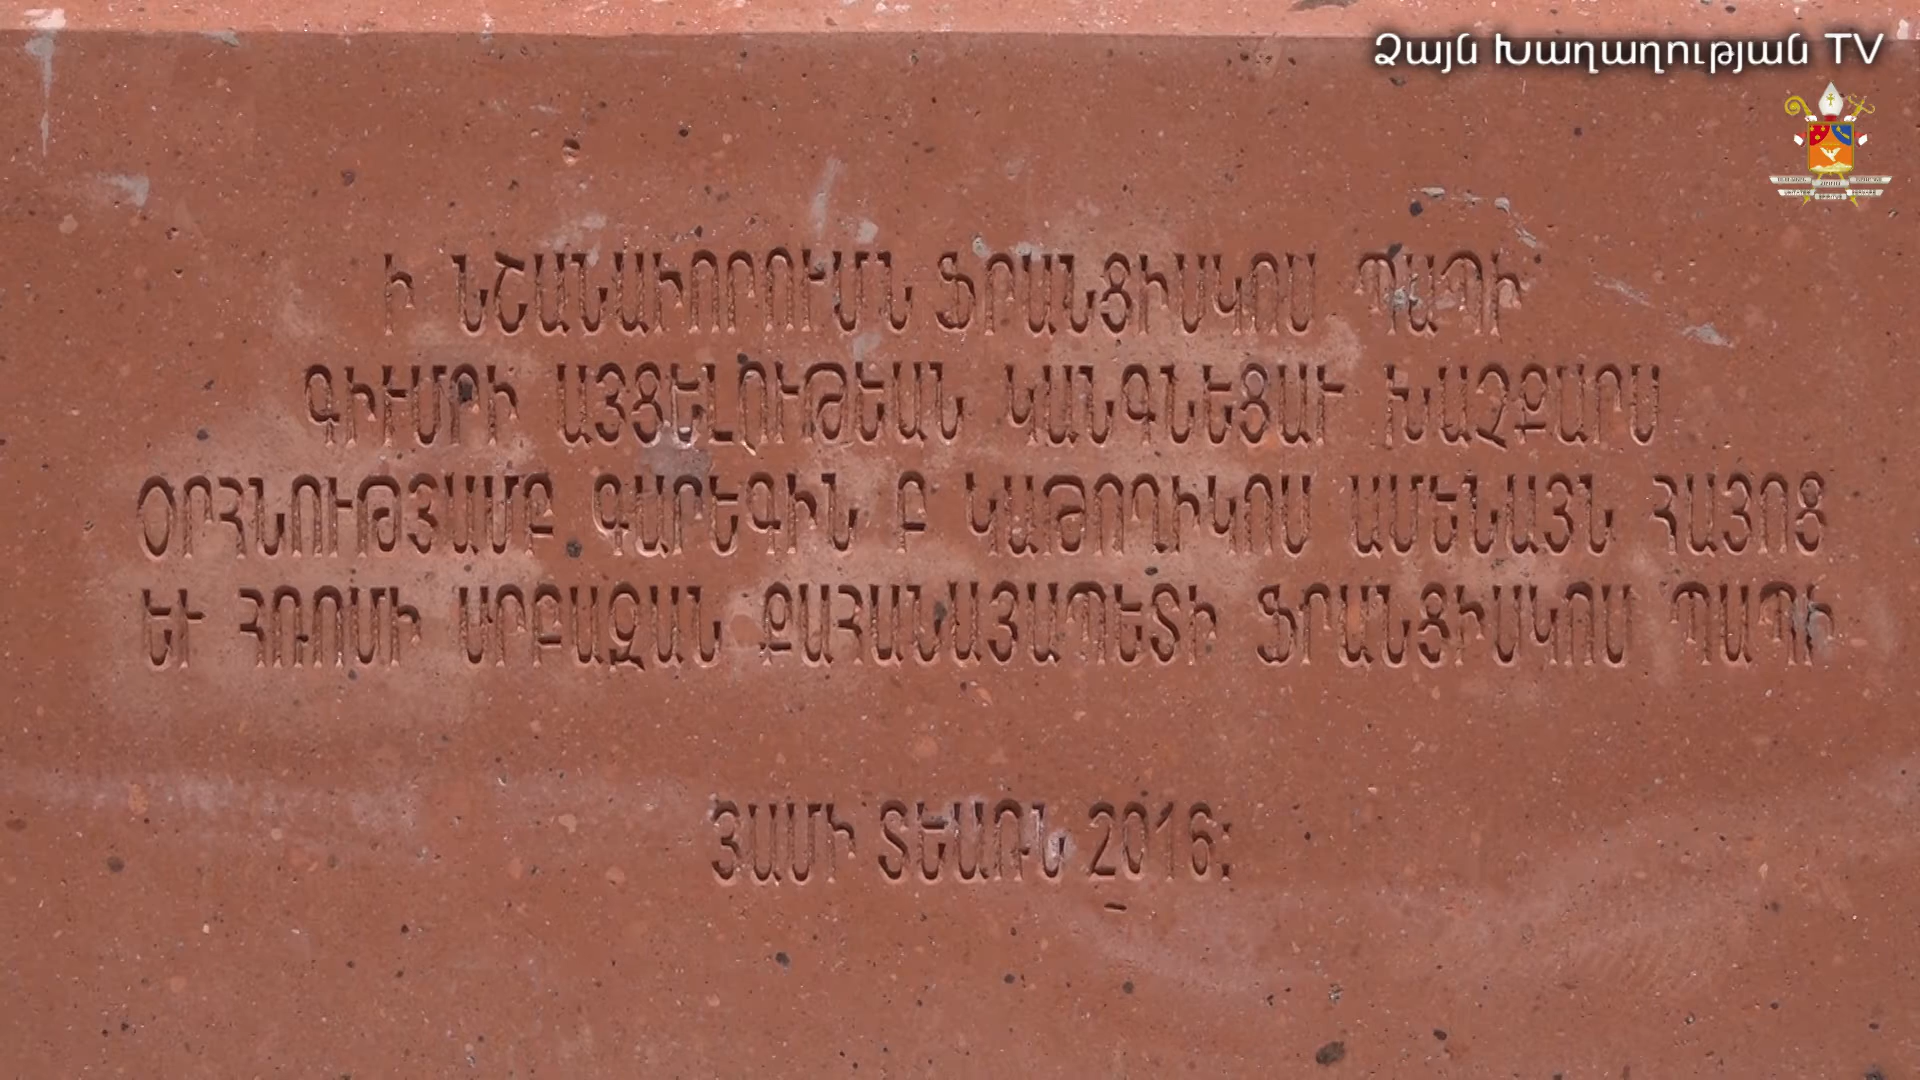 Ձայն Խաղաղության TV
Ի ՆՇԱՆԱՒՈՐՈՒՄՆ ՖՐԱՆՑԻՍԿՈՍ ՊԱՊԻ
ԳԻՒՄՐԻ ԱՅՑԵԼՈՒԹԵԱՆ ԿԱՆԳՆԵՑԱՒ ԽԱՉՔԱՐՍ
ՕՐՀՆՈՒԹՅԱՄԲ ԳԱՐԵԳԻՆ Բ ԿԱԹՈՂԻԿՈՍ ԱՄԵՆԱՅՆ ՀԱՅՈՑ
ԵՒ ՀՌՈՄԻ ՍՐԲԱԶԱՆ ՔԱՀԱՆԱՅԱՊԵՏԻ ՖՐԱՆՑԻՍԿՈՍ ՊԱՊԻ
ՅԱՄԻ ՏԵԱՌՆ 2016։